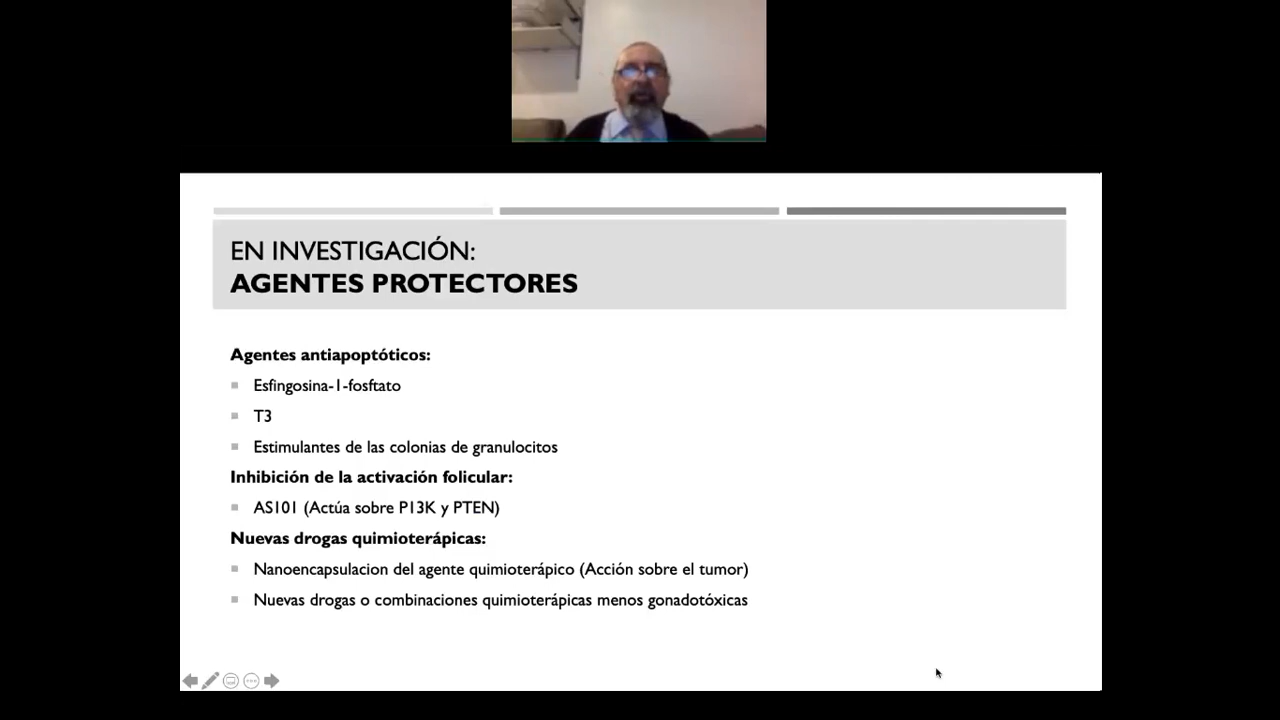 EN INVESTIGACIÓN:
AGENTES PROTECTORES
Agentes antiapoptóticos:
Esfingosina-1-fosftato
T3
Estimulantes de las colonias de granulocitos
Inhibición de la activación folicular:
AS101 (Actúa sobre P13K y PTEN)
Nuevas drogas quimioterápicas:
Nanoencapsulacion del agente quimioterápico (Acción sobre el tumor)
Nuevas drogas o combinaciones quimioterápicas menos gonadotóxicas